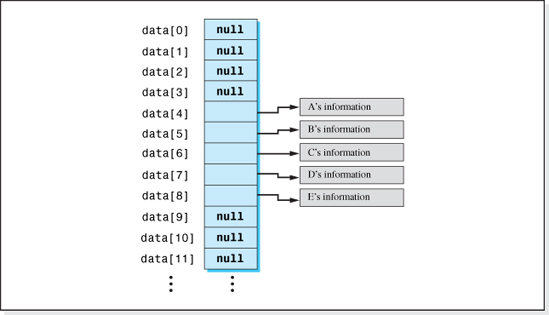 data[0] null
data[1] null
data[2] null
data[3] null
data[4] A's information
data[5] B's information
data[6] C's information
data[7] D's information
data[8] E's information
data[9] null
data[10] null
data[11] null